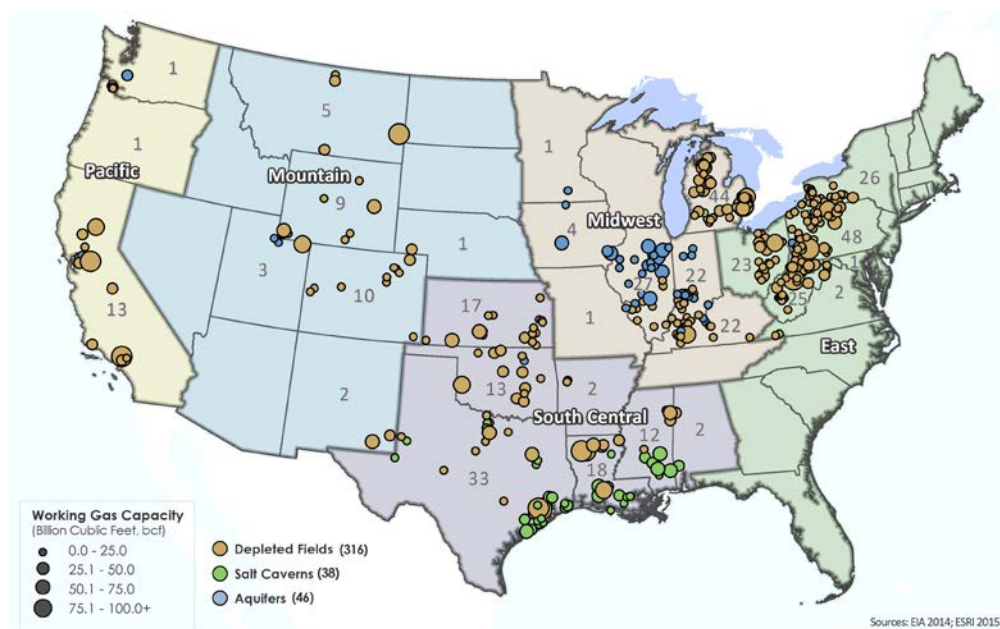 1
1
Pacific
13
5
Mountain
9
3
10
1
2
1
Midwest
4
44
27
22
1
22
26
48
23
25
1
2
East
17
13
2
South Central
12
2
33
18
Working Gas Capacity
(Billion Cublic Feet, bcf)
0.0 - 25.0
25.1 - 50.0
50.1 - 75.0
75.1 - 100.0+
Depleted Fields (316)
Salt Caverns (38)
Aquifers (46)
Sources: EIA 2014; ESRI 2015